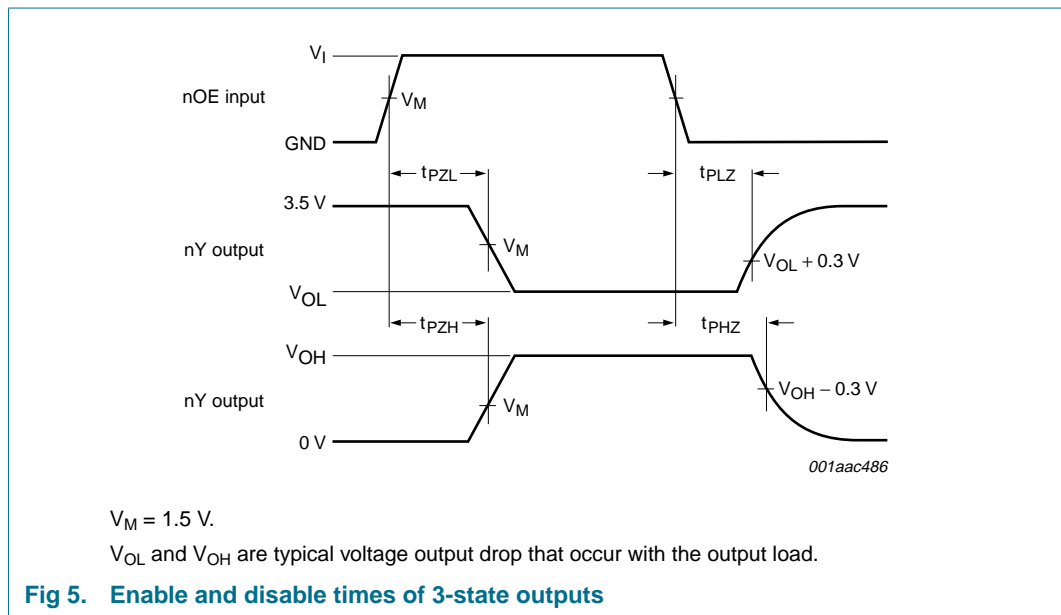 V_I
nOE input
V_M
GND
t_PZL
t_PLZ
3.5 V
nY output
V_M
V_OL + 0.3 V
V_OL
t_PZH
t_PHZ
V_OH
V_OH − 0.3 V
nY output
V_M
0 V
001aac486
V_M = 1.5 V.
V_OL and V_OH are typical voltage output drop that occur with the output load.
Fig 5. Enable and disable times of 3-state outputs